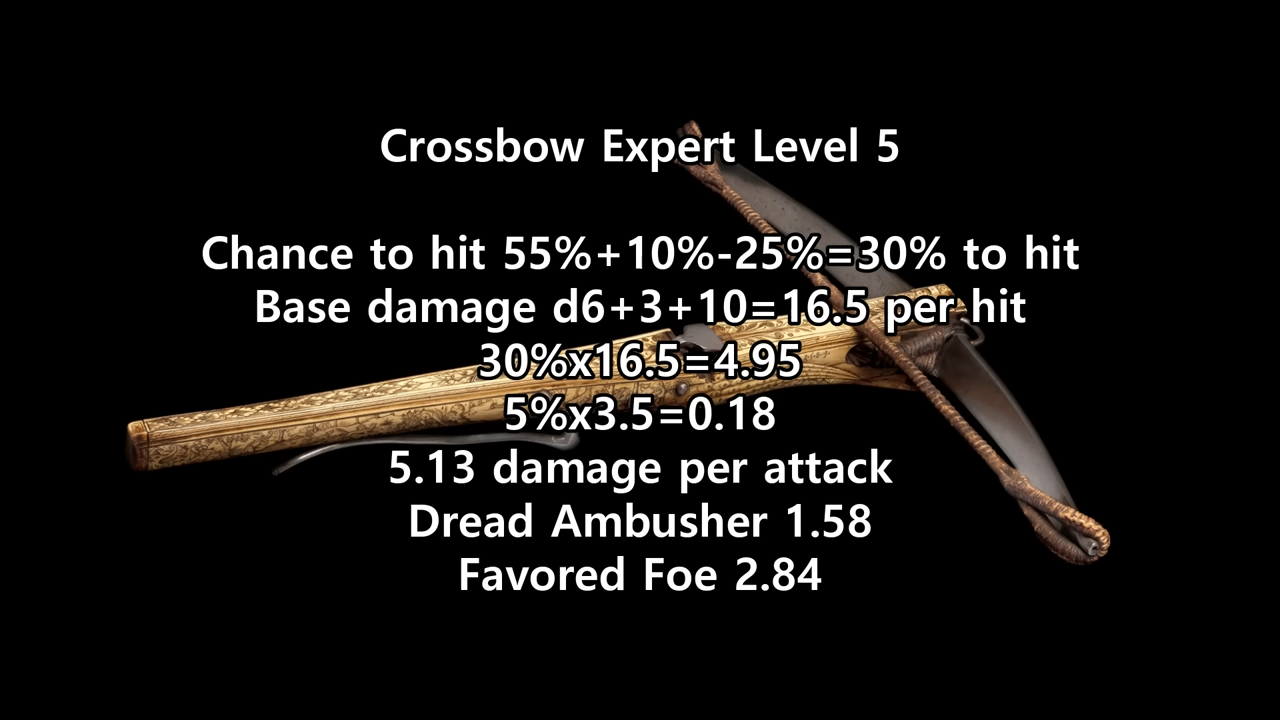 Crossbow Expert Level 5
Chance to hit 55%+10%-25%=30% to hit
Base damage d6+3+10=16.5 per hit
30%x16.5=4.95
5%x3.5=0.18
5.13 damage per attack
Dread Ambusher 1.58
Favored Foe 2.84